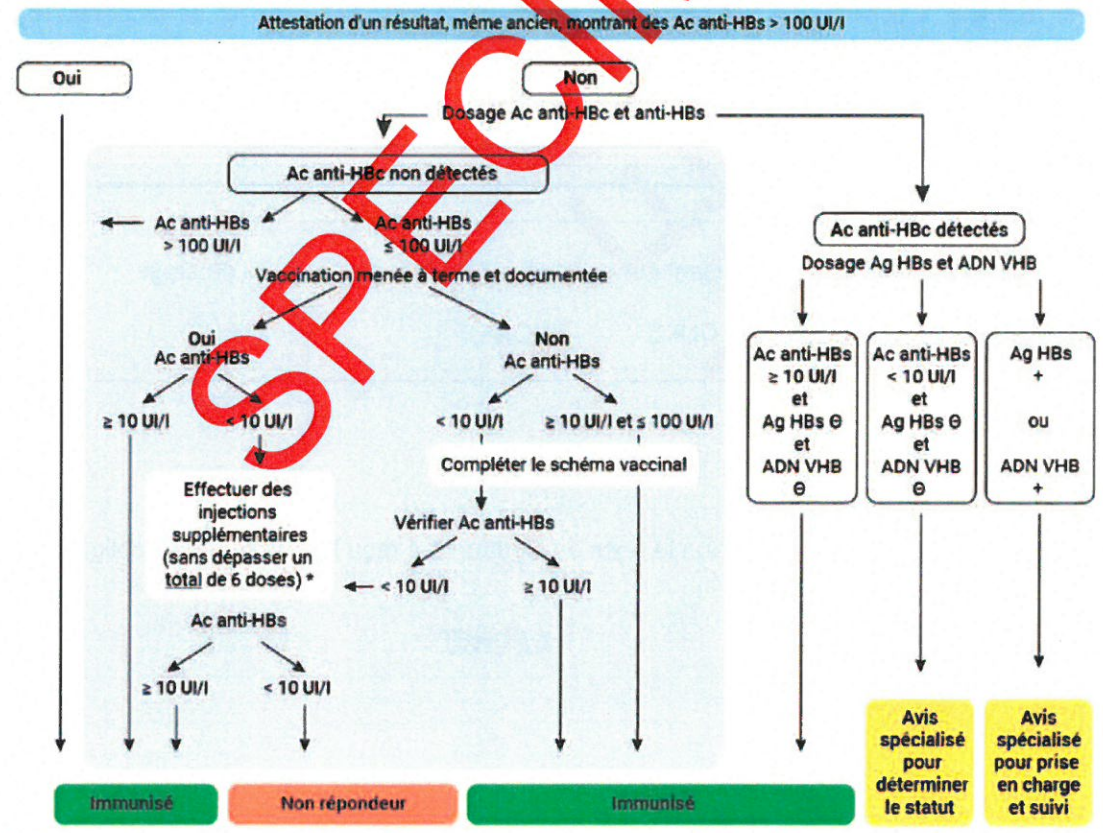 Attestation d'un résultat, même ancien, montrant des Ac anti-HBs > 100 UI/l
Oui
Non
Dosage Ac anti-HBc et anti-HBs
Ac anti-HBc non détectés
Ac anti-HBs
> 100 UI/l
Ac anti-HBs
≤ 100 UI/l
Vaccination menée à terme et documentée
Oui
Ac anti-HBs
≥ 10 UI/l
< 10 UI/l
Non
Ac anti-HBs
< 10 UI/l
≥ 10 UI/l et ≤ 100 UI/l
Effectuer des
injections
supplémentaires
(sans dépasser un
total de 6 doses) *
Ac anti-HBs
≥ 10 UI/l
< 10 UI/l
Compléter le schéma vaccinal
Vérifier Ac anti-HBs
< 10 UI/l
≥ 10 UI/l
Ac anti-HBc détectés
Dosage Ag HBs et ADN VHB
Ac anti-HBs
≥ 10 UI/l
et
Ag HBs ⊖
et
ADN VHB
⊖
Ac anti-HBs
< 10 UI/l
et
Ag HBs ⊖
et
ADN VHB
⊖
Ag HBs
+
ou
ADN VHB
+
Immunisé
Non répondeur
Immunisé
Avis
spécialisé
pour
déterminer
le statut
Avis
spécialisé
pour prise
en charge
et suivi